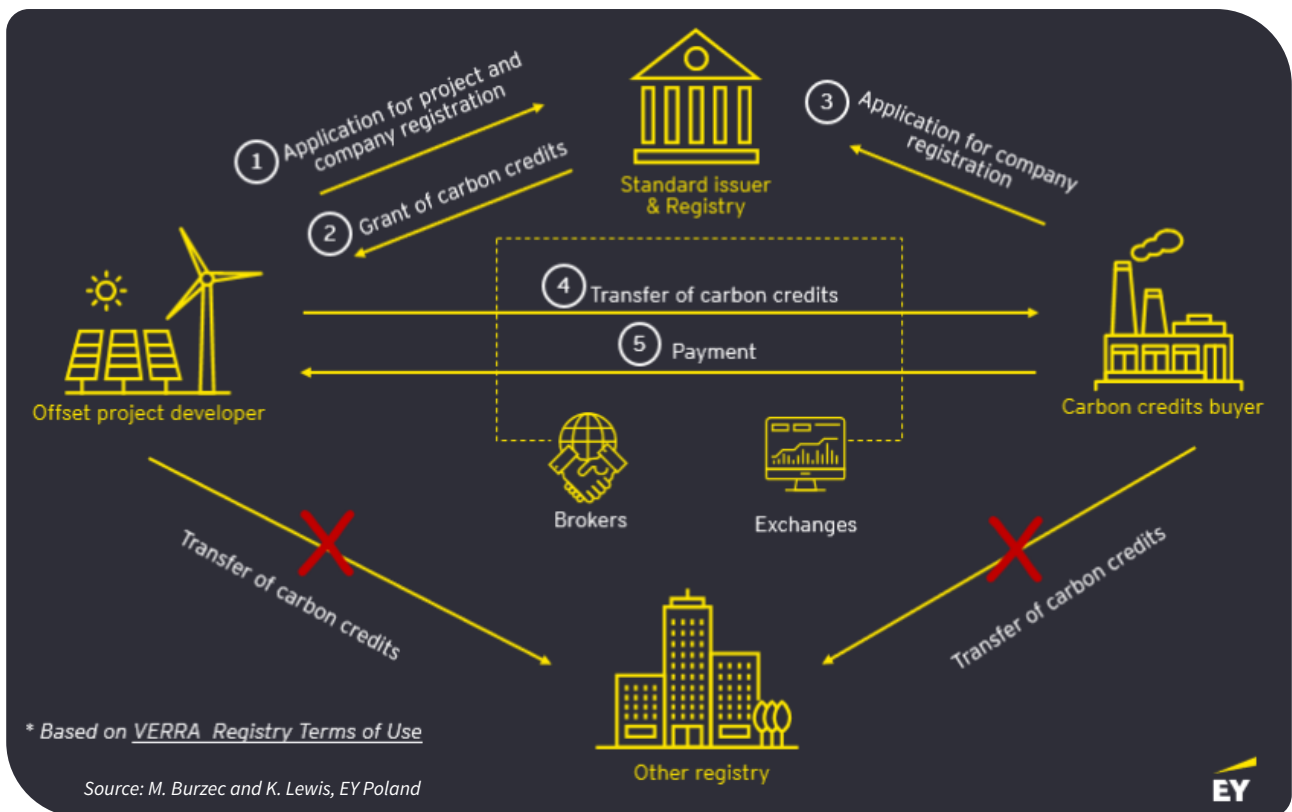 1
Application for project and
company registration
2
Grant of carbon credits
Standard issuer
& Registry
3
Application for company
registration
4
Transfer of carbon credits
5
Payment
Offset project developer
Carbon credits buyer
Brokers
Exchanges
Transfer of carbon credits
Transfer of carbon credits
Other registry
* Based on VERRA Registry Terms of Use
Source: M. Burzec and K. Lewis, EY Poland
EY